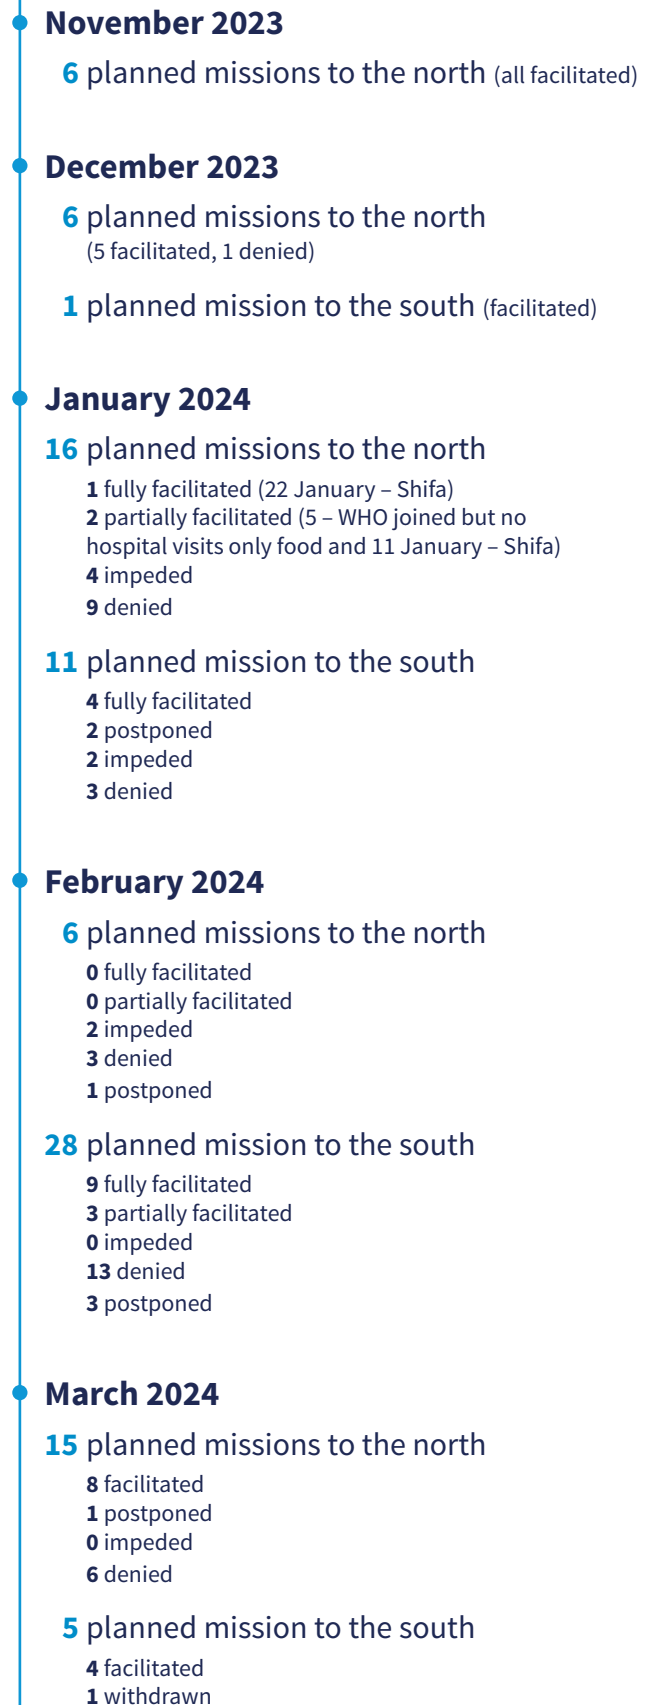 November 2023
6 planned missions to the north (all facilitated)
December 2023
6 planned missions to the north
(5 facilitated, 1 denied)
1 planned mission to the south (facilitated)
January 2024
16 planned missions to the north
1 fully facilitated (22 January – Shifa)
2 partially facilitated (5 – WHO joined but no
hospital visits only food and 11 January – Shifa)
4 impeded
9 denied
11 planned mission to the south
4 fully facilitated
2 postponed
2 impeded
3 denied
February 2024
6 planned missions to the north
0 fully facilitated
0 partially facilitated
2 impeded
3 denied
1 postponed
28 planned mission to the south
9 fully facilitated
3 partially facilitated
0 impeded
13 denied
3 postponed
March 2024
15 planned missions to the north
8 facilitated
1 postponed
0 impeded
6 denied
5 planned mission to the south
4 facilitated
1 withdrawn